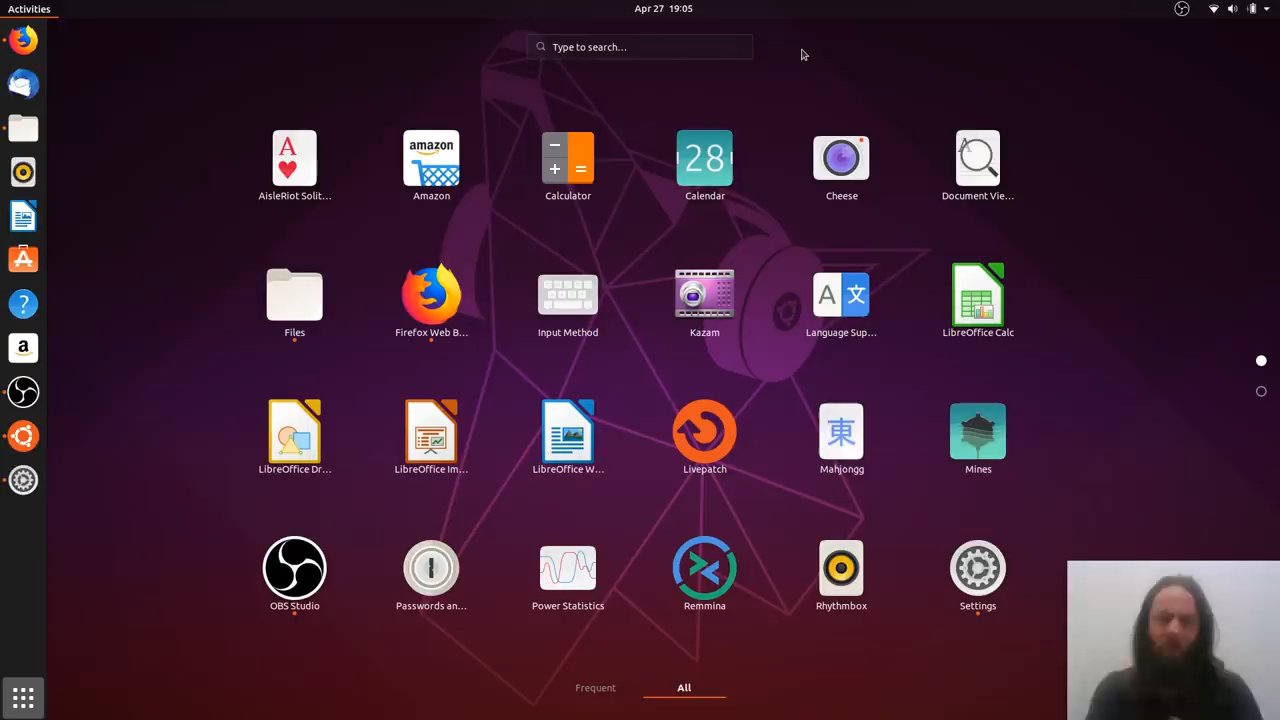 Activities
Apr 27 19:05
Type to search...
A
amazon
28
A
AisleRiot Solit...
Amazon
Calculator
Calendar
Cheese
Document Vie...
A 文
Files
Firefox Web B...
Input Method
Kazam
Language Sup...
LibreOffice Calc
?
a
東
LibreOffice Dr...
LibreOffice Im...
LibreOffice W...
Livepatch
Mahjongg
Mines
OBS Studio
Passwords an...
Power Statistics
Remmina
Rhythmbox
Settings
Frequent
All